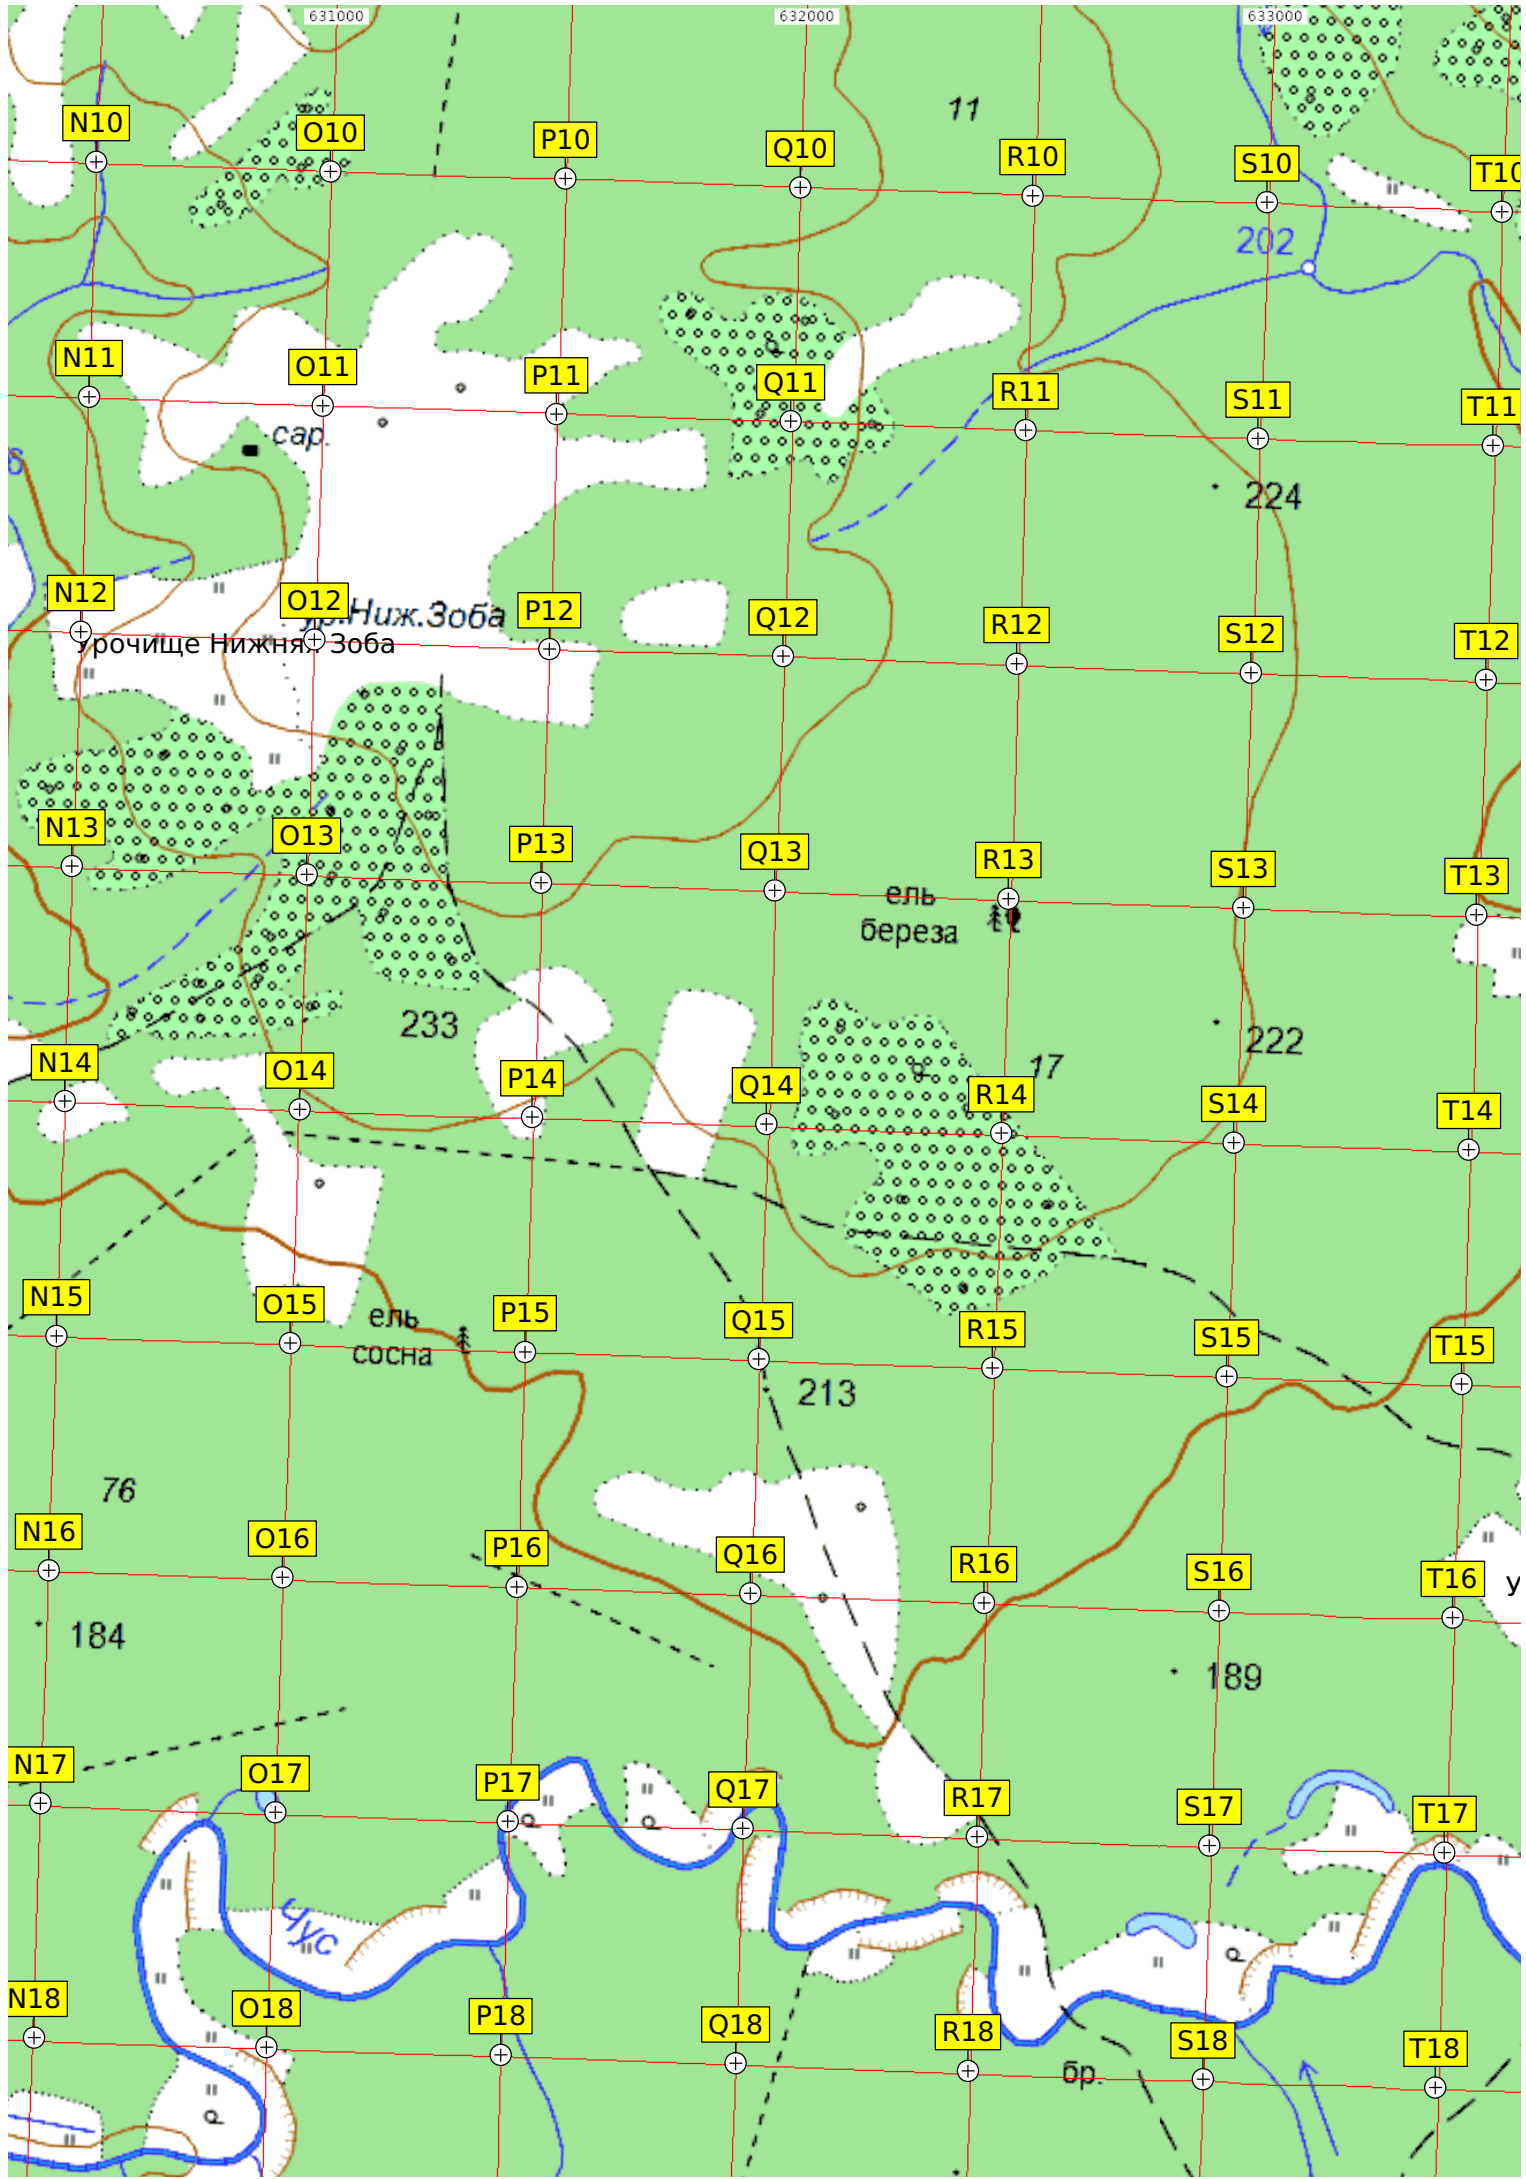 631000 632000 633000
11
N10 O10 P10 Q10 R10 S10 T10
202
N11 O11 P11 Q11 R11 S11 T11
сар.
6
224
N12 O12 P12 Q12 R12 S12 T12
ур.Ниж.Зоба
Урочище Нижняя Зоба
N13 O13 P13 Q13 R13 S13 T13
ель
береза
233
222
17
N14 O14 P14 Q14 R14 S14 T14
N15 O15 P15 Q15 R15 S15 T15
ель
сосна
213
76
N16 O16 P16 Q16 R16 S16 T16
у
184
189
N17 O17 P17 Q17 R17 S17 T17
Чус
N18 O18 P18 Q18 R18 S18 T18
бр.